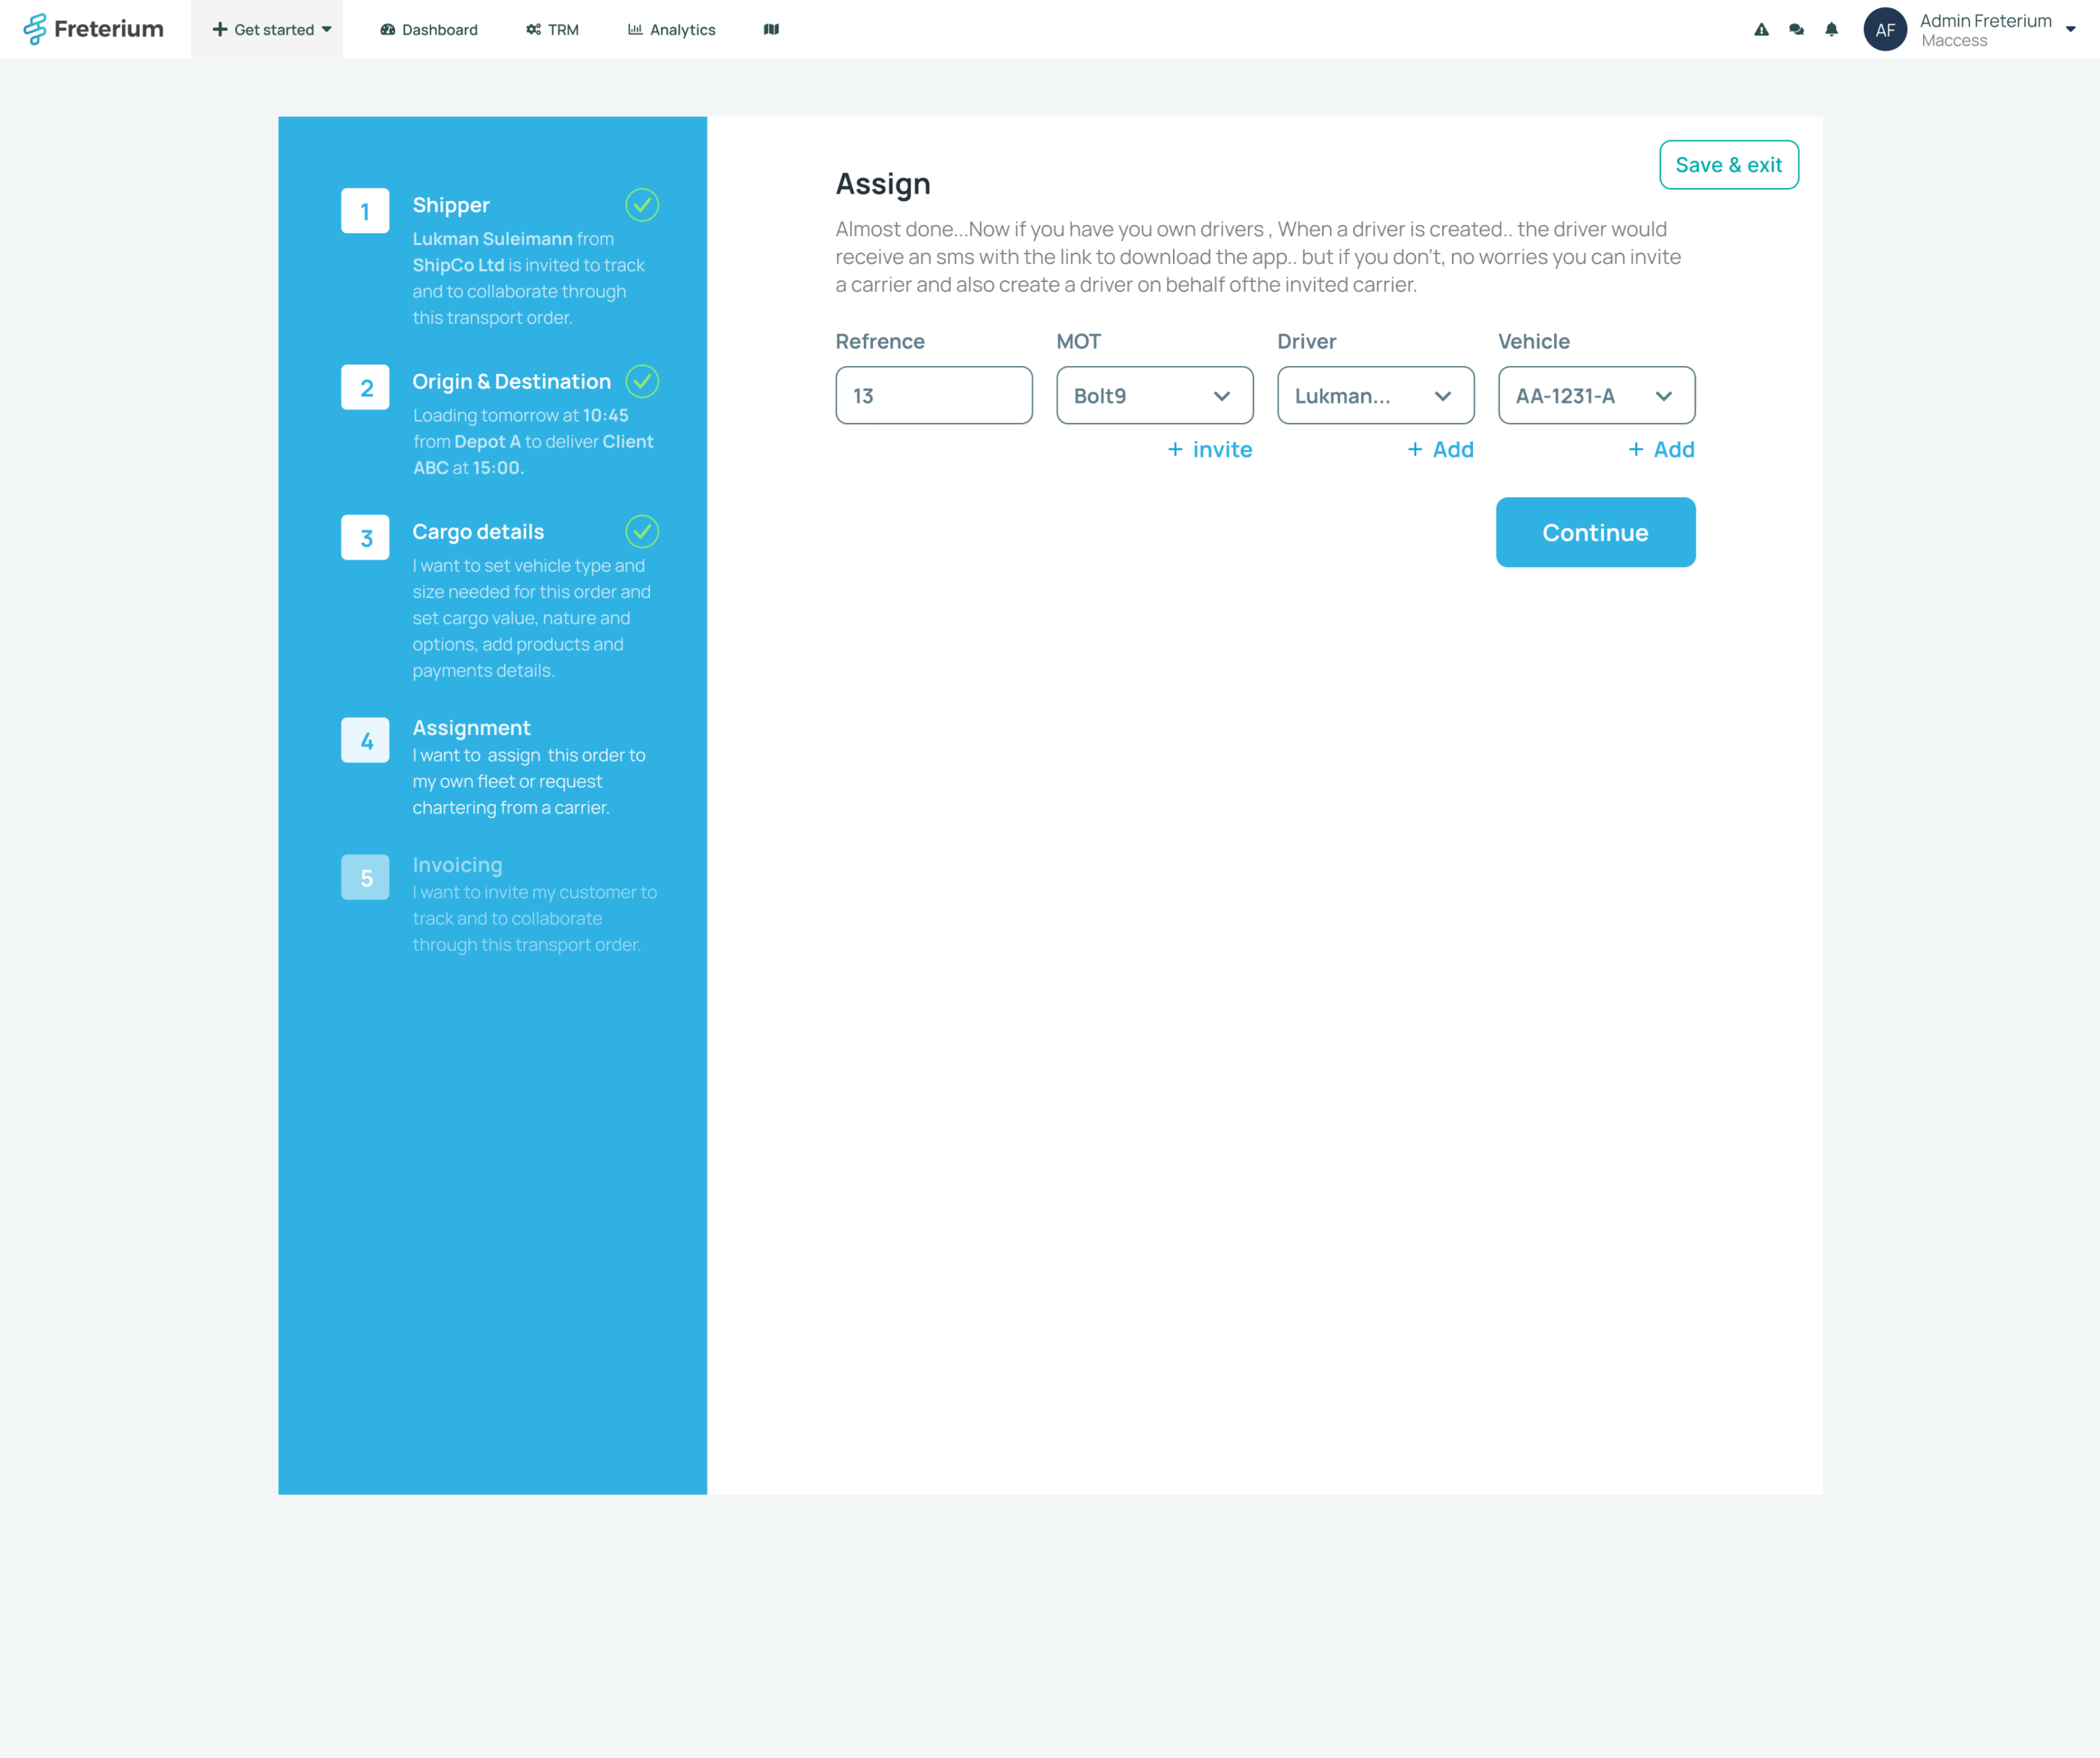 Freterium
Get started
Dashboard
TRM
Analytics
AF
Admin Freterium
Maccess
1
Shipper
Lukman Suleimann from
ShipCo Ltd is invited to track
and to collaborate through
this transport order.
2
Origin & Destination
Loading tomorrow at 10:45
from Depot A to deliver Client
ABC at 15:00.
3
Cargo details
I want to set vehicle type and
size needed for this order and
set cargo value, nature and
options, add products and
payments details.
4
Assignment
I want to  assign  this order to
my own fleet or request
chartering from a carrier.
5
Invoicing
I want to invite my customer to
track and to collaborate
through this transport order.
Save & exit
Assign
Almost done...Now if you have you own drivers , When a driver is created.. the driver would
receive an sms with the link to download the app.. but if you don't, no worries you can invite
a carrier and also create a driver on behalf ofthe invited carrier.
Refrence
MOT
Driver
Vehicle
13
Bolt9
Lukman...
AA-1231-A
+ invite
+ Add
+ Add
Continue